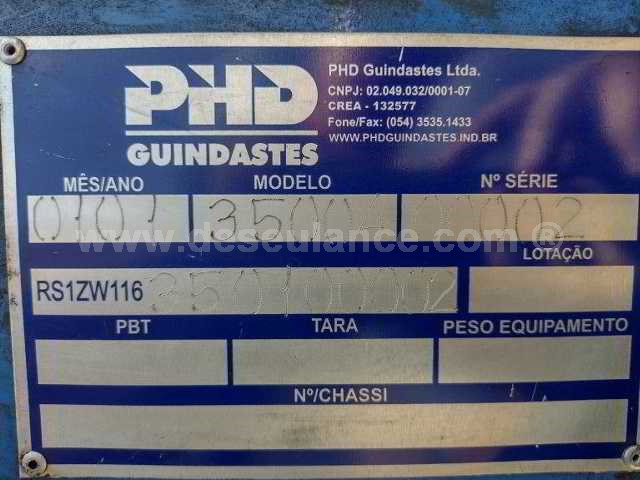 PHD
GUINDASTES
PHD Guindastes Ltda.
CNPJ: 02.049.032/0001-07
CREA - 132577
Fone/Fax: (054) 3535.1433
WWW.PHDGUINDASTES.IND.BR
MÊS/ANO MODELO Nº SÉRIE
www.desculance.com ®
LOTAÇÃO
RS1ZW116
PBT TARA PESO EQUIPAMENTO
Nº/CHASSI